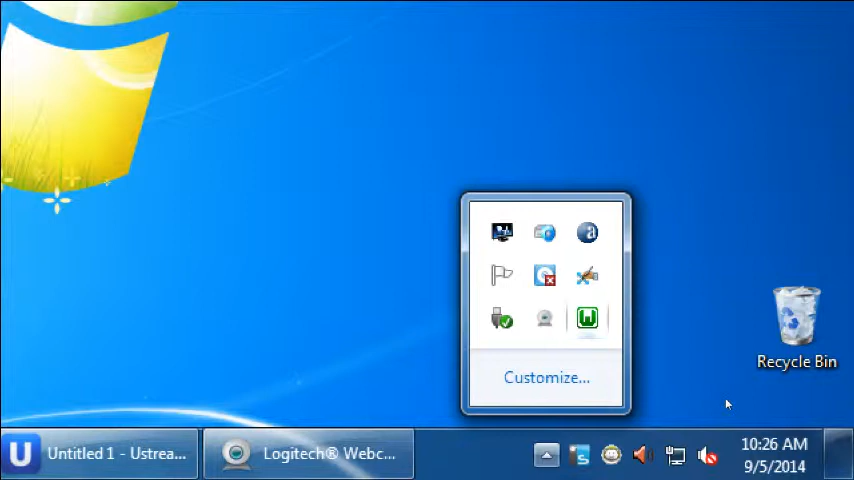 a
W
Customize...
Recycle Bin
U
Untitled 1 - Ustrea...
Logitech® Webc...
S
10:26 AM
9/5/2014